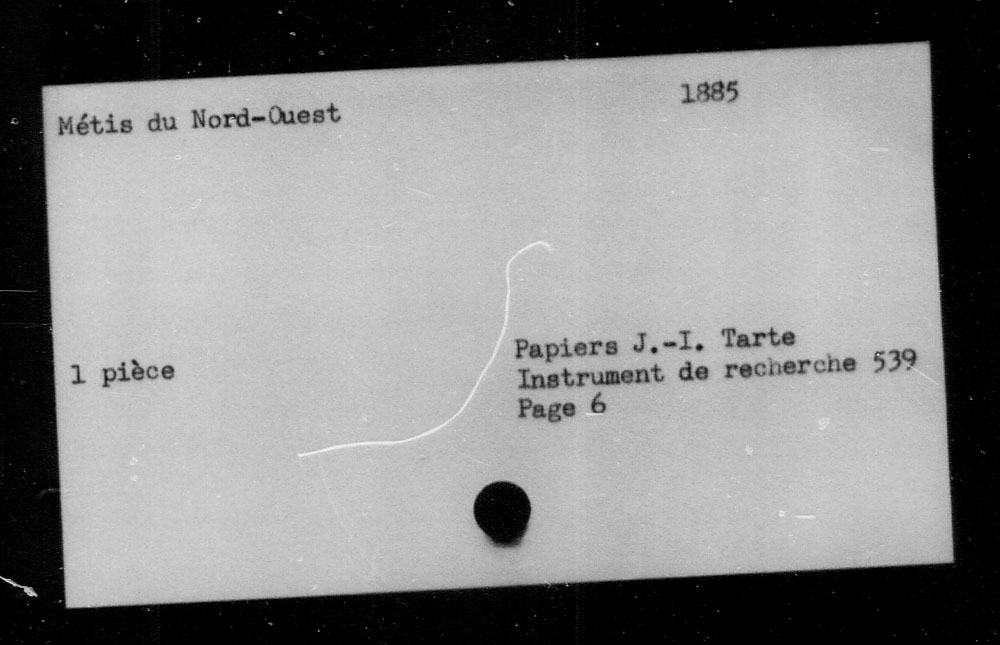 Métis du Nord-Ouest 1885
1 pièce
Papiers J.-I. Tarte
Instrument de recherche 539
Page 6